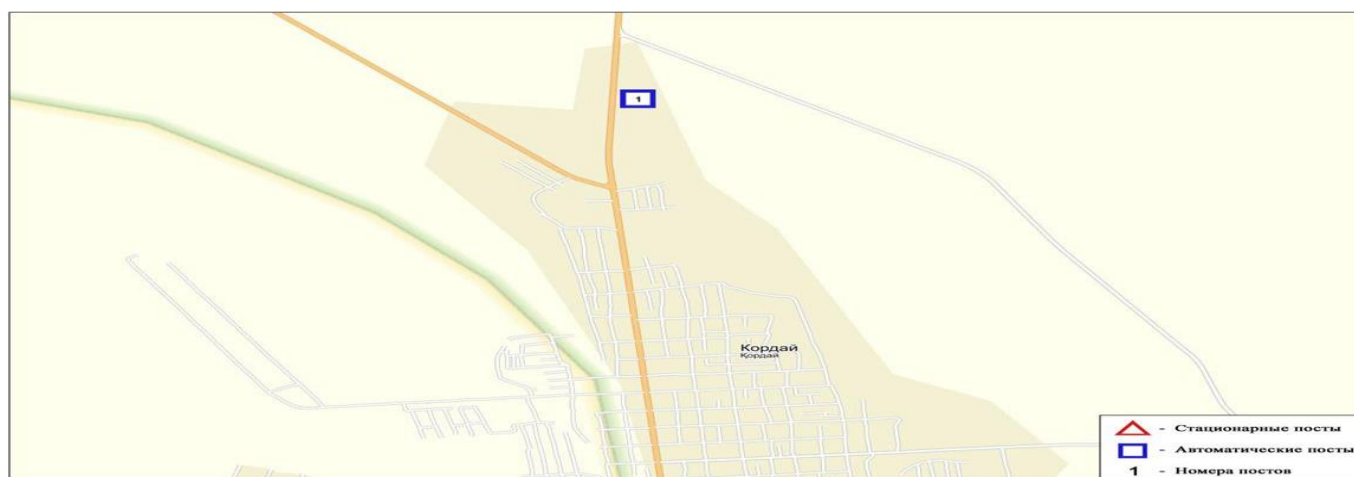 1
Кордай
Қордай
- Стационарные посты
- Автоматические посты
1 - Номера постов